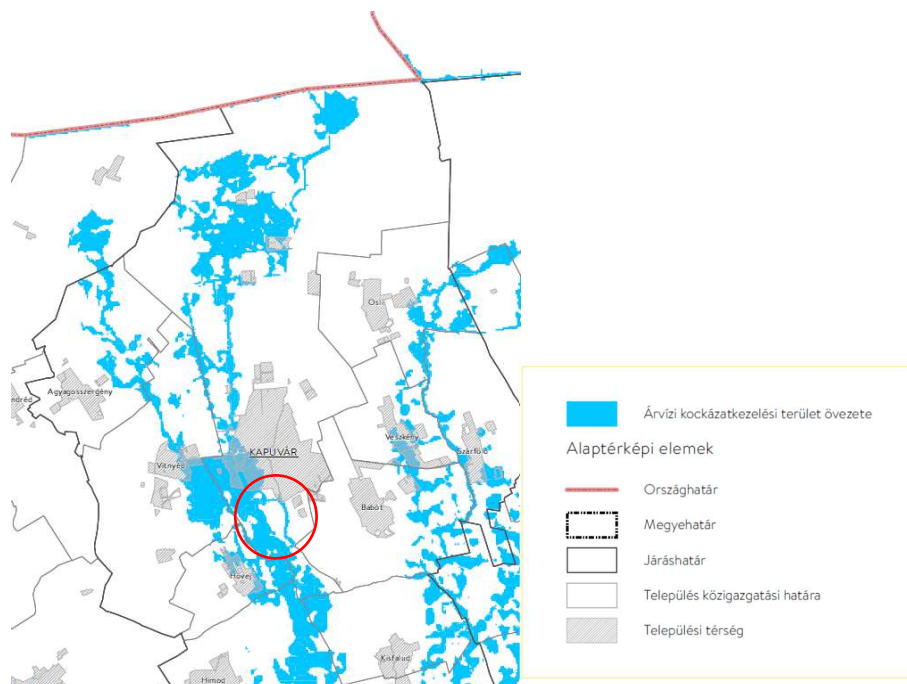 Osli
Agyagosszergény
KAPUVÁR
Veszkény
Szárföld
Vitnyéd
Babót
Hövej
Kisfalud
Himod
Árvízi kockázatkezelési terület övezete
Alaptérképi elemek
Országhatár
Megyehatár
Járáshatár
Település közigazgatási határa
Települési térség